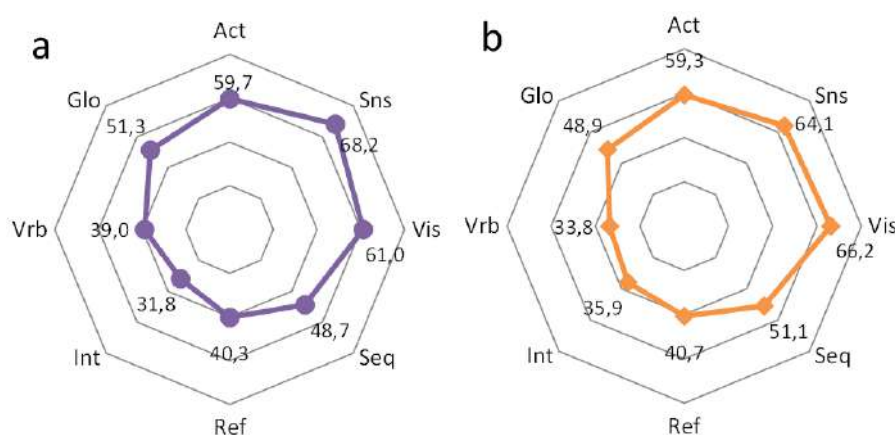 a
Act
59,7
Sns
68,2
Vis
61,0
Seq
48,7
Ref
40,3
Int
31,8
Vrb
39,0
Glo
51,3
b
Act
59,3
Sns
64,1
Vis
66,2
Seq
51,1
Ref
40,7
Int
35,9
Vrb
33,8
Glo
48,9